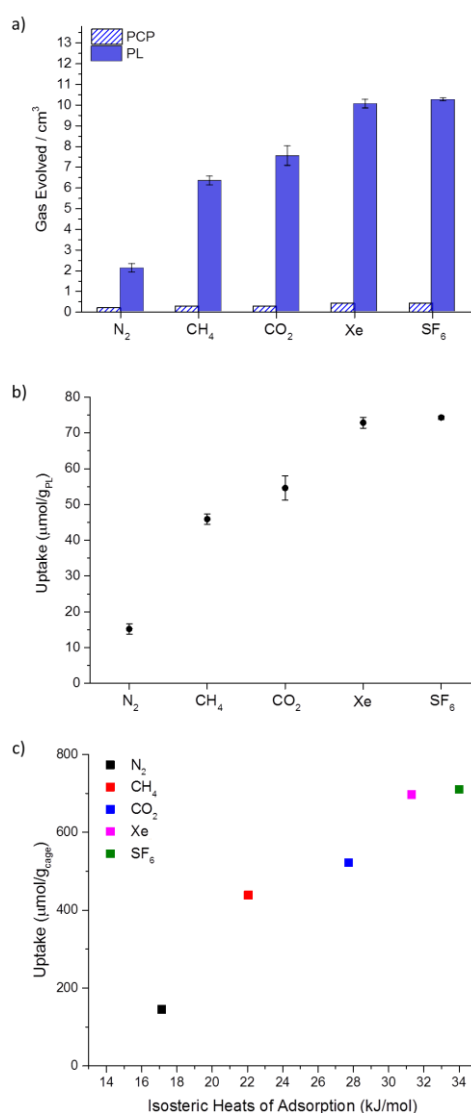 a)
PCP
PL
Gas Evolved / cm³
13
12
11
10
9
8
7
6
5
4
3
2
1
0
N₂ CH₄ CO₂ Xe SF₆
b)
Uptake (μmol/g_PL)
80
70
60
50
40
30
20
10
0
N₂ CH₄ CO₂ Xe SF₆
c)
N₂
CH₄
CO₂
Xe
SF₆
Uptake (μmol/g_cage)
800
600
400
200
0
14 16 18 20 22 24 26 28 30 32 34
Isosteric Heats of Adsorption (kJ/mol)